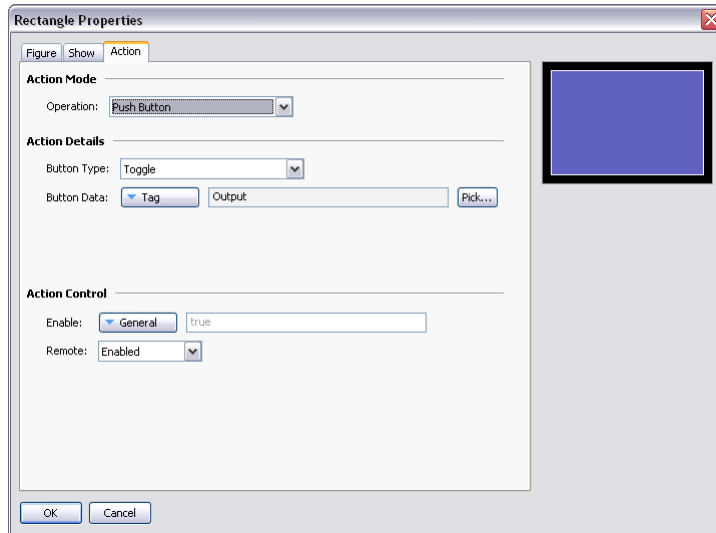 Rectangle Properties
Figure Show Action
Action Mode
Operation: Push Button
Action Details
Button Type: Toggle
Button Data: Tag Output Pick...
Action Control
Enable: General true
Remote: Enabled
OK Cancel